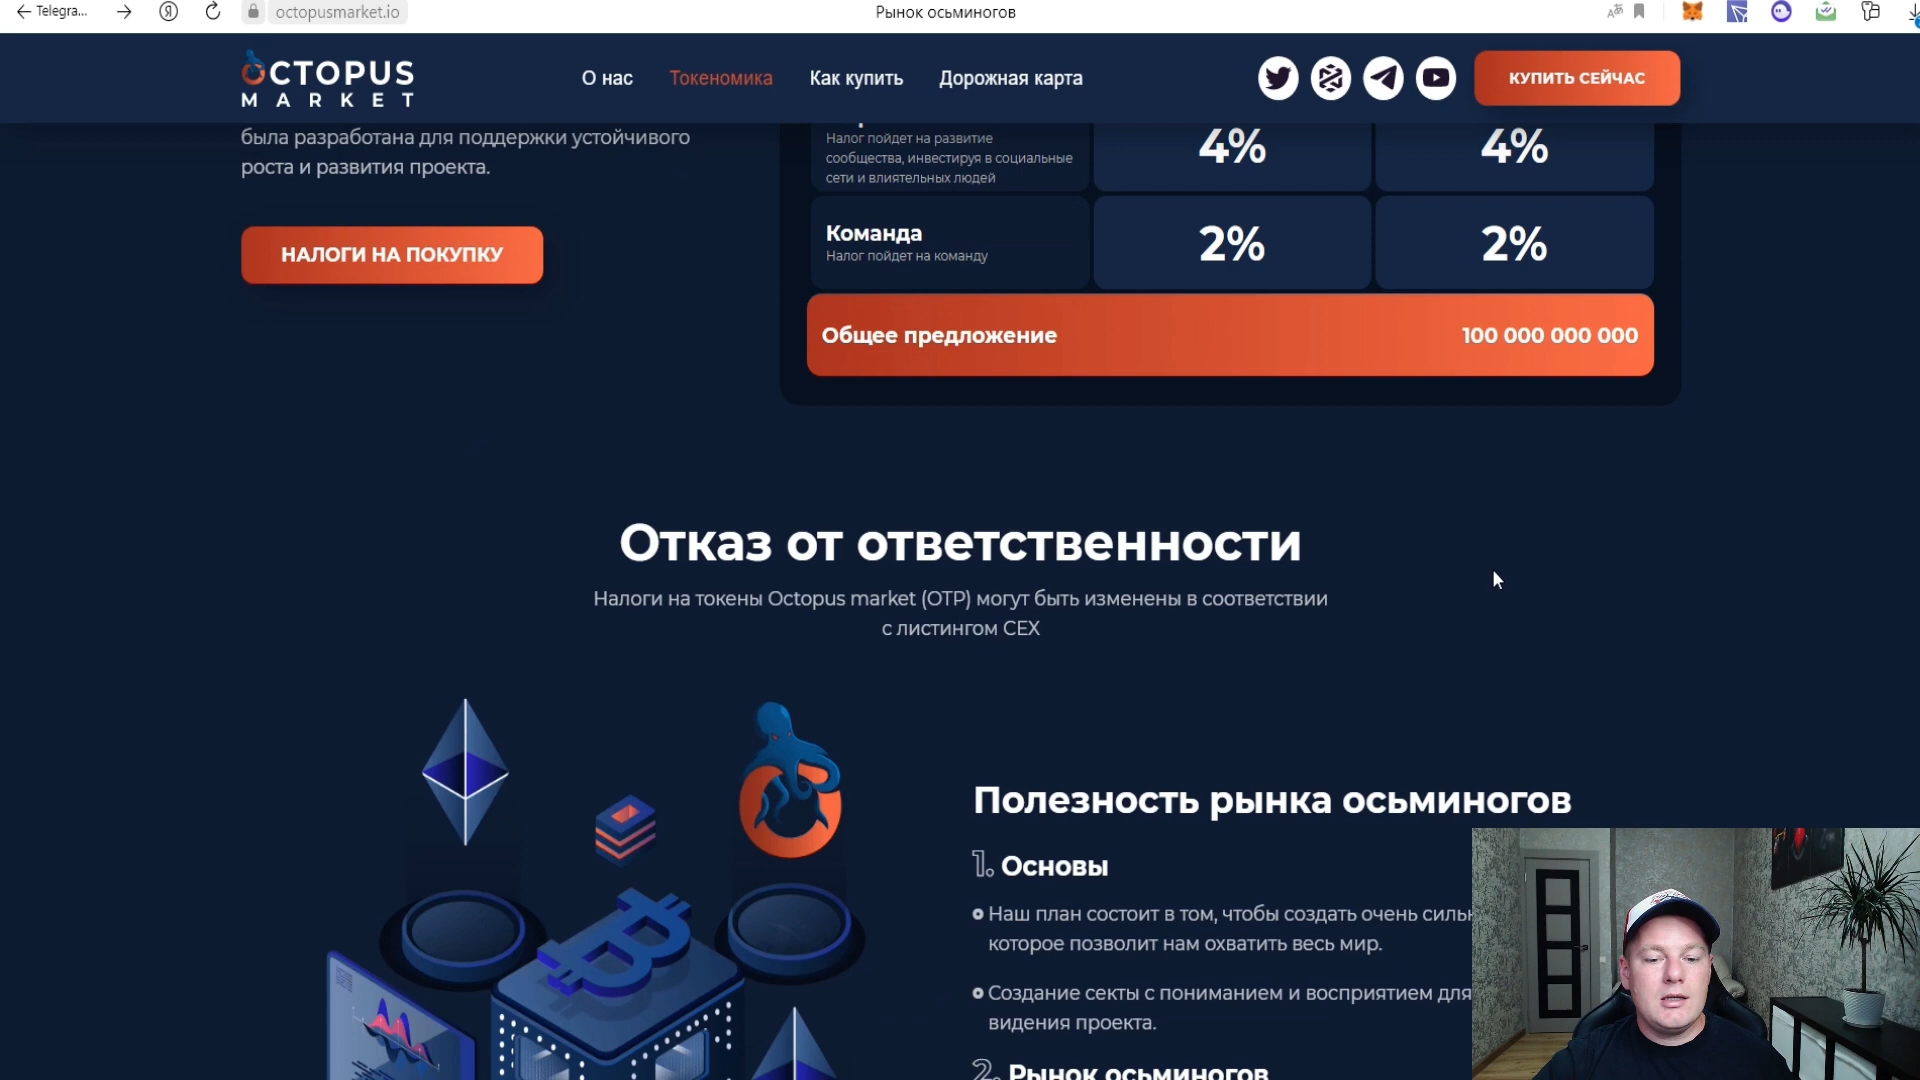 Telegra...
octopusmarket.io
Рынок осьминогов
OCTOPUS
MARKET
О нас
Токеномика
Как купить
Дорожная карта
КУПИТЬ СЕЙЧАС
была разработана для поддержки устойчивого
роста и развития проекта.
НАЛОГИ НА ПОКУПКУ
Налог пойдет на развитие
сообщества, инвестируя в социальные
сети и влиятельных людей
4%
4%
Команда
Налог пойдет на команду
2%
2%
Общее предложение
100 000 000 000
Отказ от ответственности
Налоги на токены Octopus market (OTP) могут быть изменены в соответствии
с листингом CEX
Полезность рынка осьминогов
1. Основы
Наш план состоит в том, чтобы создать очень
которое позволит нам охватить весь мир.
Создание секты с пониманием и восприятием для
видения проекта.
2. Рынок осьминогов